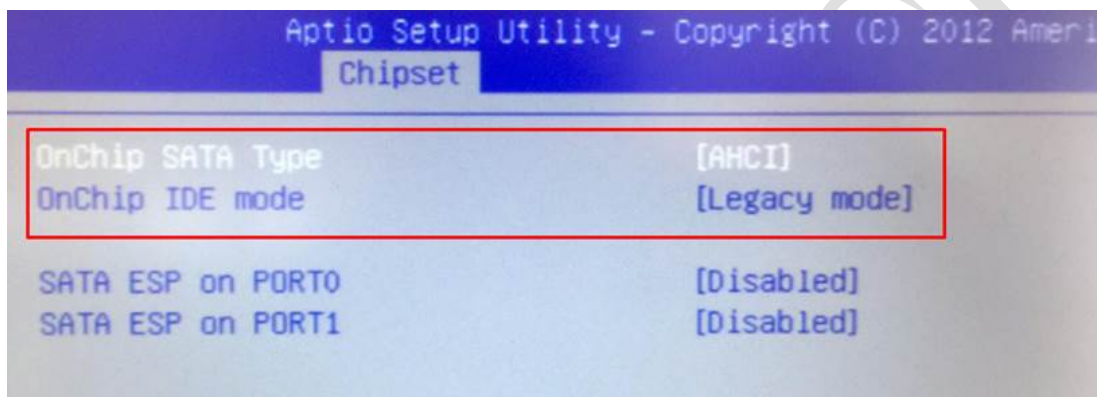 Aptio Setup Utility - Copyright (C) 2012 Ameri
Chipset
OnChip SATA Type [AHCI]
OnChip IDE mode [Legacy mode]
SATA ESP on PORT0 [Disabled]
SATA ESP on PORT1 [Disabled]